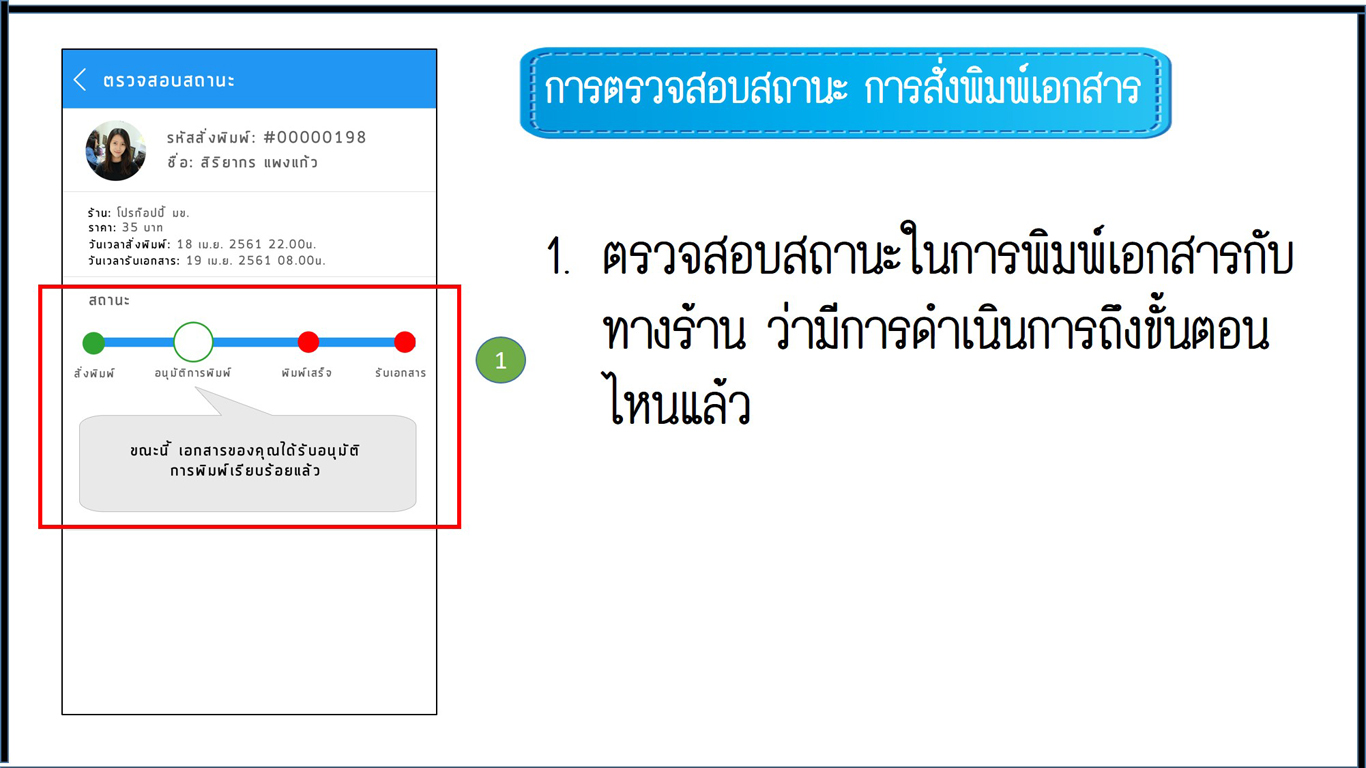 ตรวจสอบสถานะ
รหัสสั่งพิมพ์: #00000198
ชื่อ: สิริยากร แพงแก้ว
ร้าน: โปรก๊อปปี้ มข.
ราคา: 35 บาท
วันเวลาสั่งพิมพ์: 18 เม.ย. 2561 22.00น.
วันเวลารับเอกสาร: 19 เม.ย. 2561 08.00น.
สถานะ
สั่งพิมพ์ อนุมัติการพิมพ์ พิมพ์เสร็จ รับเอกสาร
ขณะนี้ เอกสารของคุณได้รับอนุมัติ
การพิมพ์เรียบร้อยแล้ว
1
การตรวจสอบสถานะ การสั่งพิมพ์เอกสาร
1. ตรวจสอบสถานะในการพิมพ์เอกสารกับ
ทางร้าน ว่ามีการดำเนินการถึงขั้นตอน
ไหนแล้ว